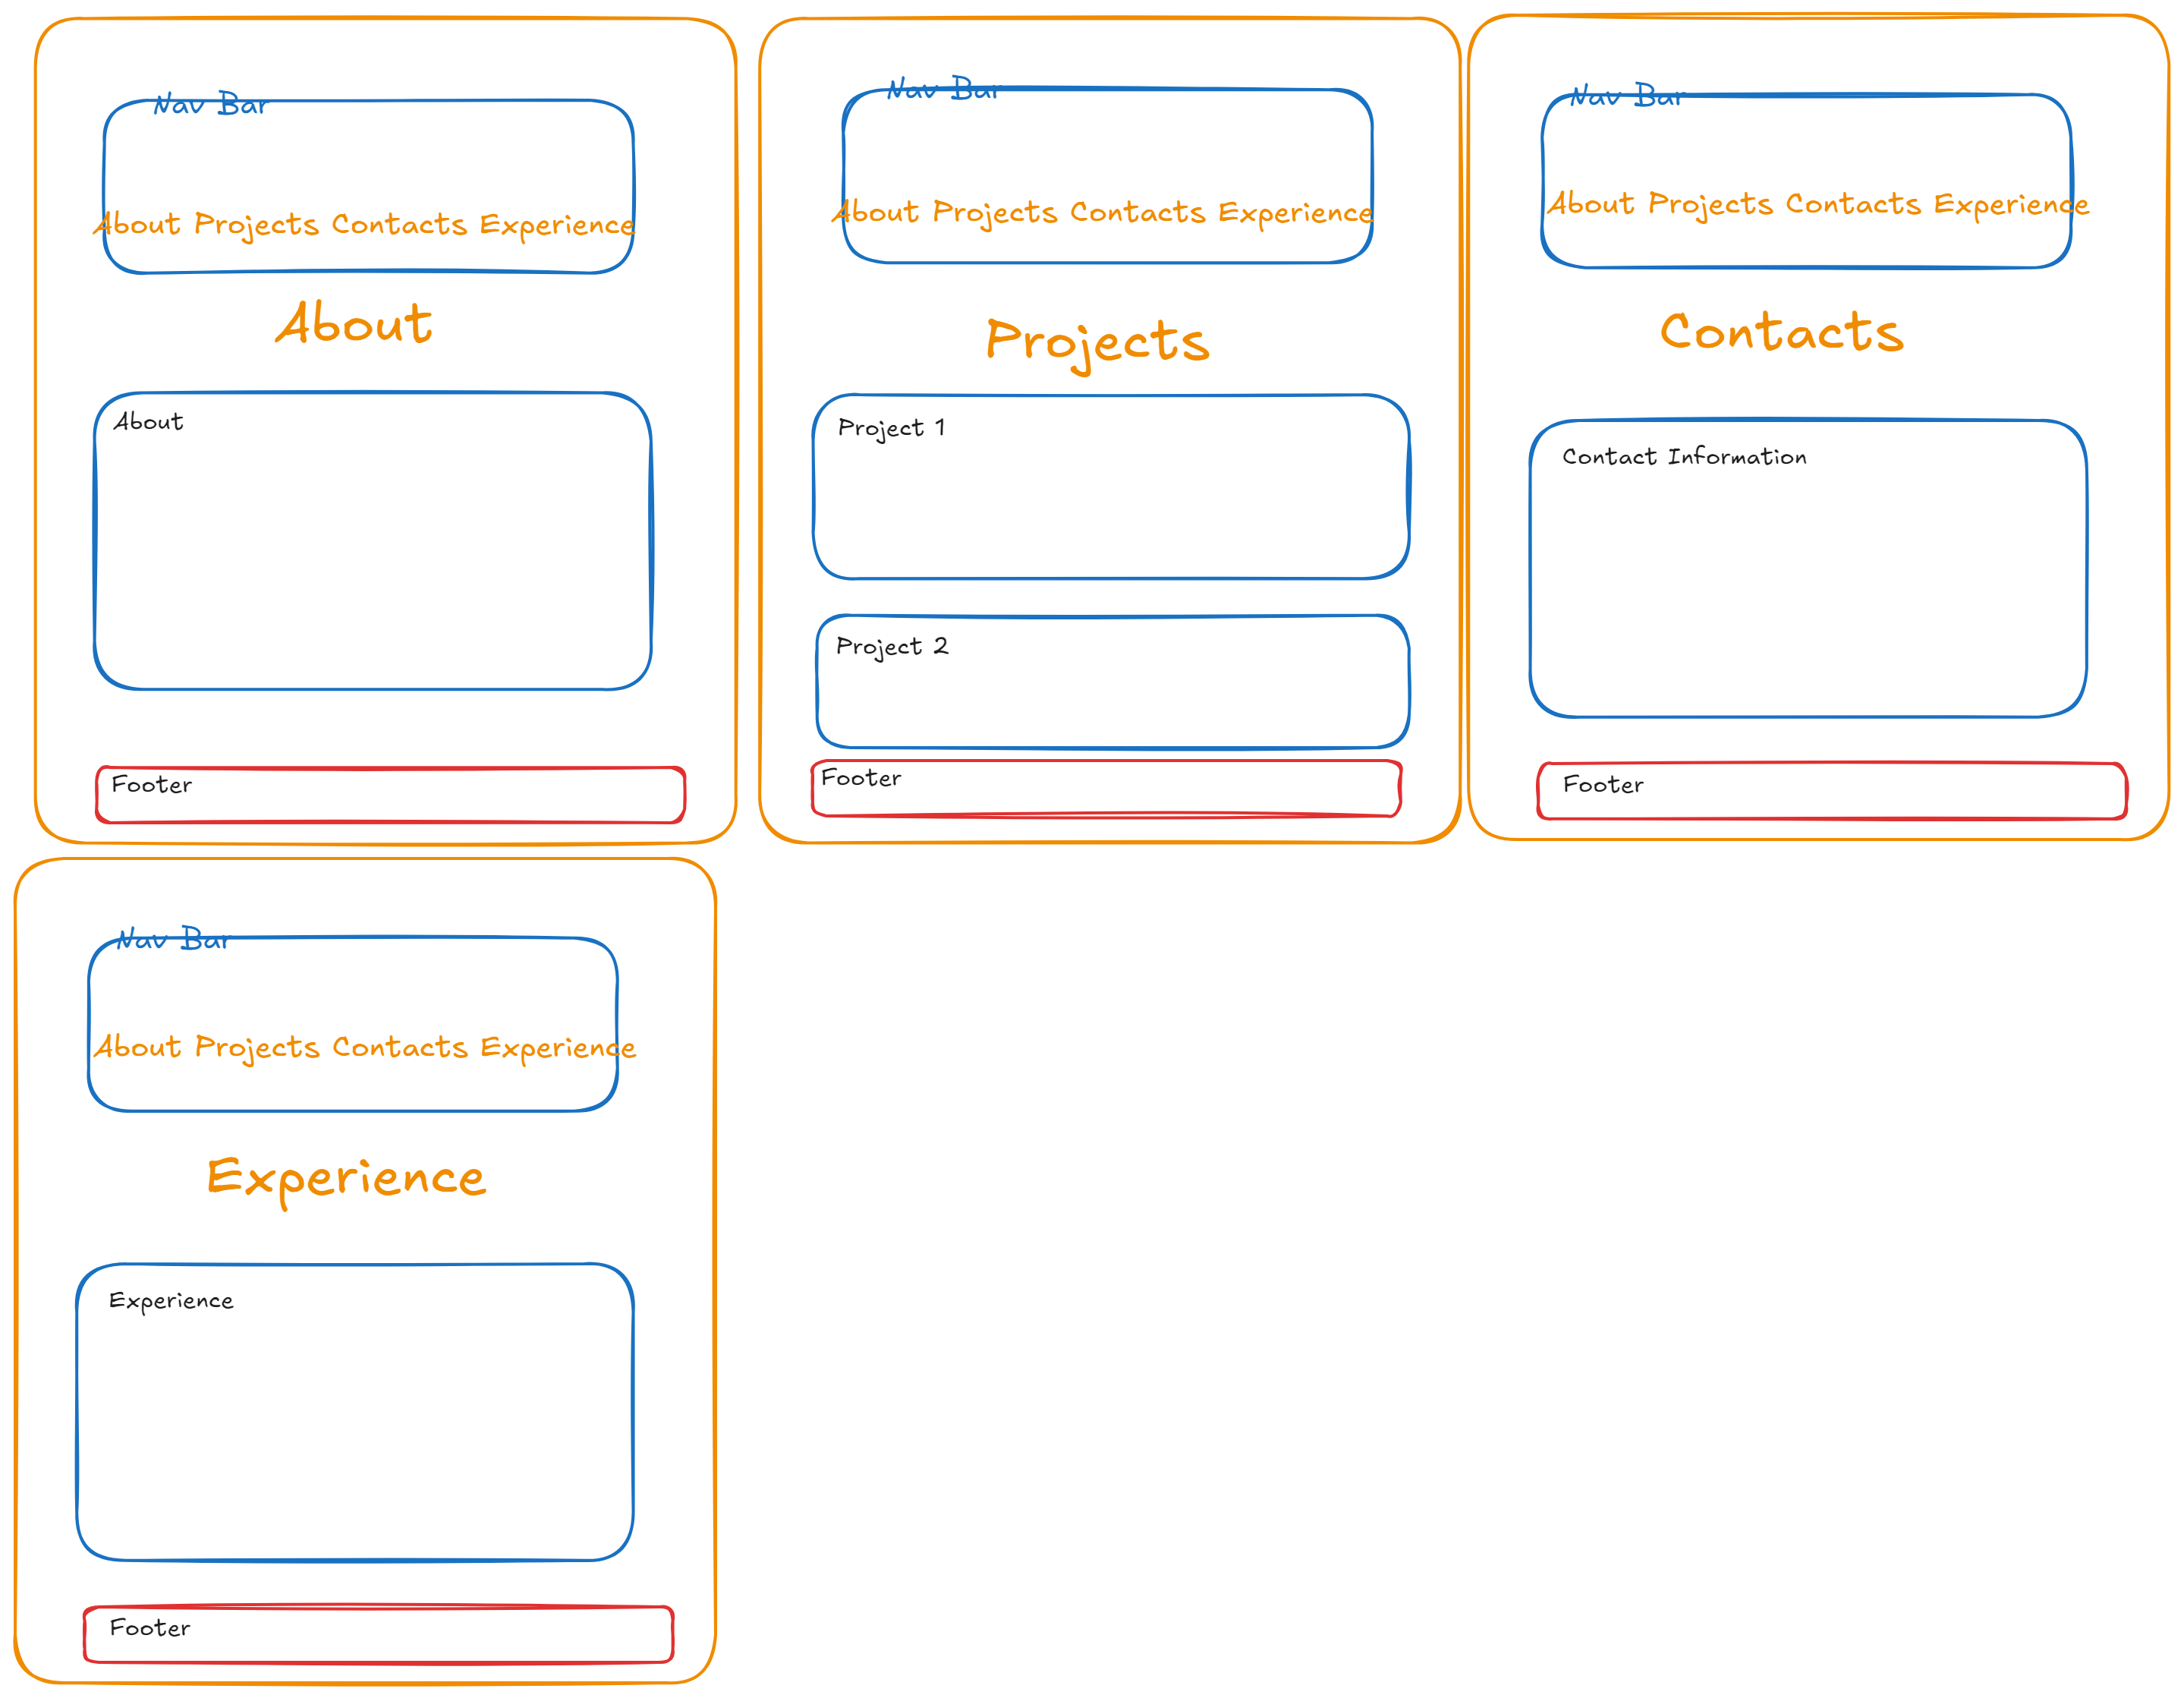 Nav Bar
About Projects Contacts Experience
About
About
Footer
Nav Bar
About Projects Contacts Experience
Projects
Project 1
Project 2
Footer
Nav Bar
About Projects Contacts Experience
Contacts
Contact Information
Footer
Nav Bar
About Projects Contacts Experience
Experience
Experience
Footer